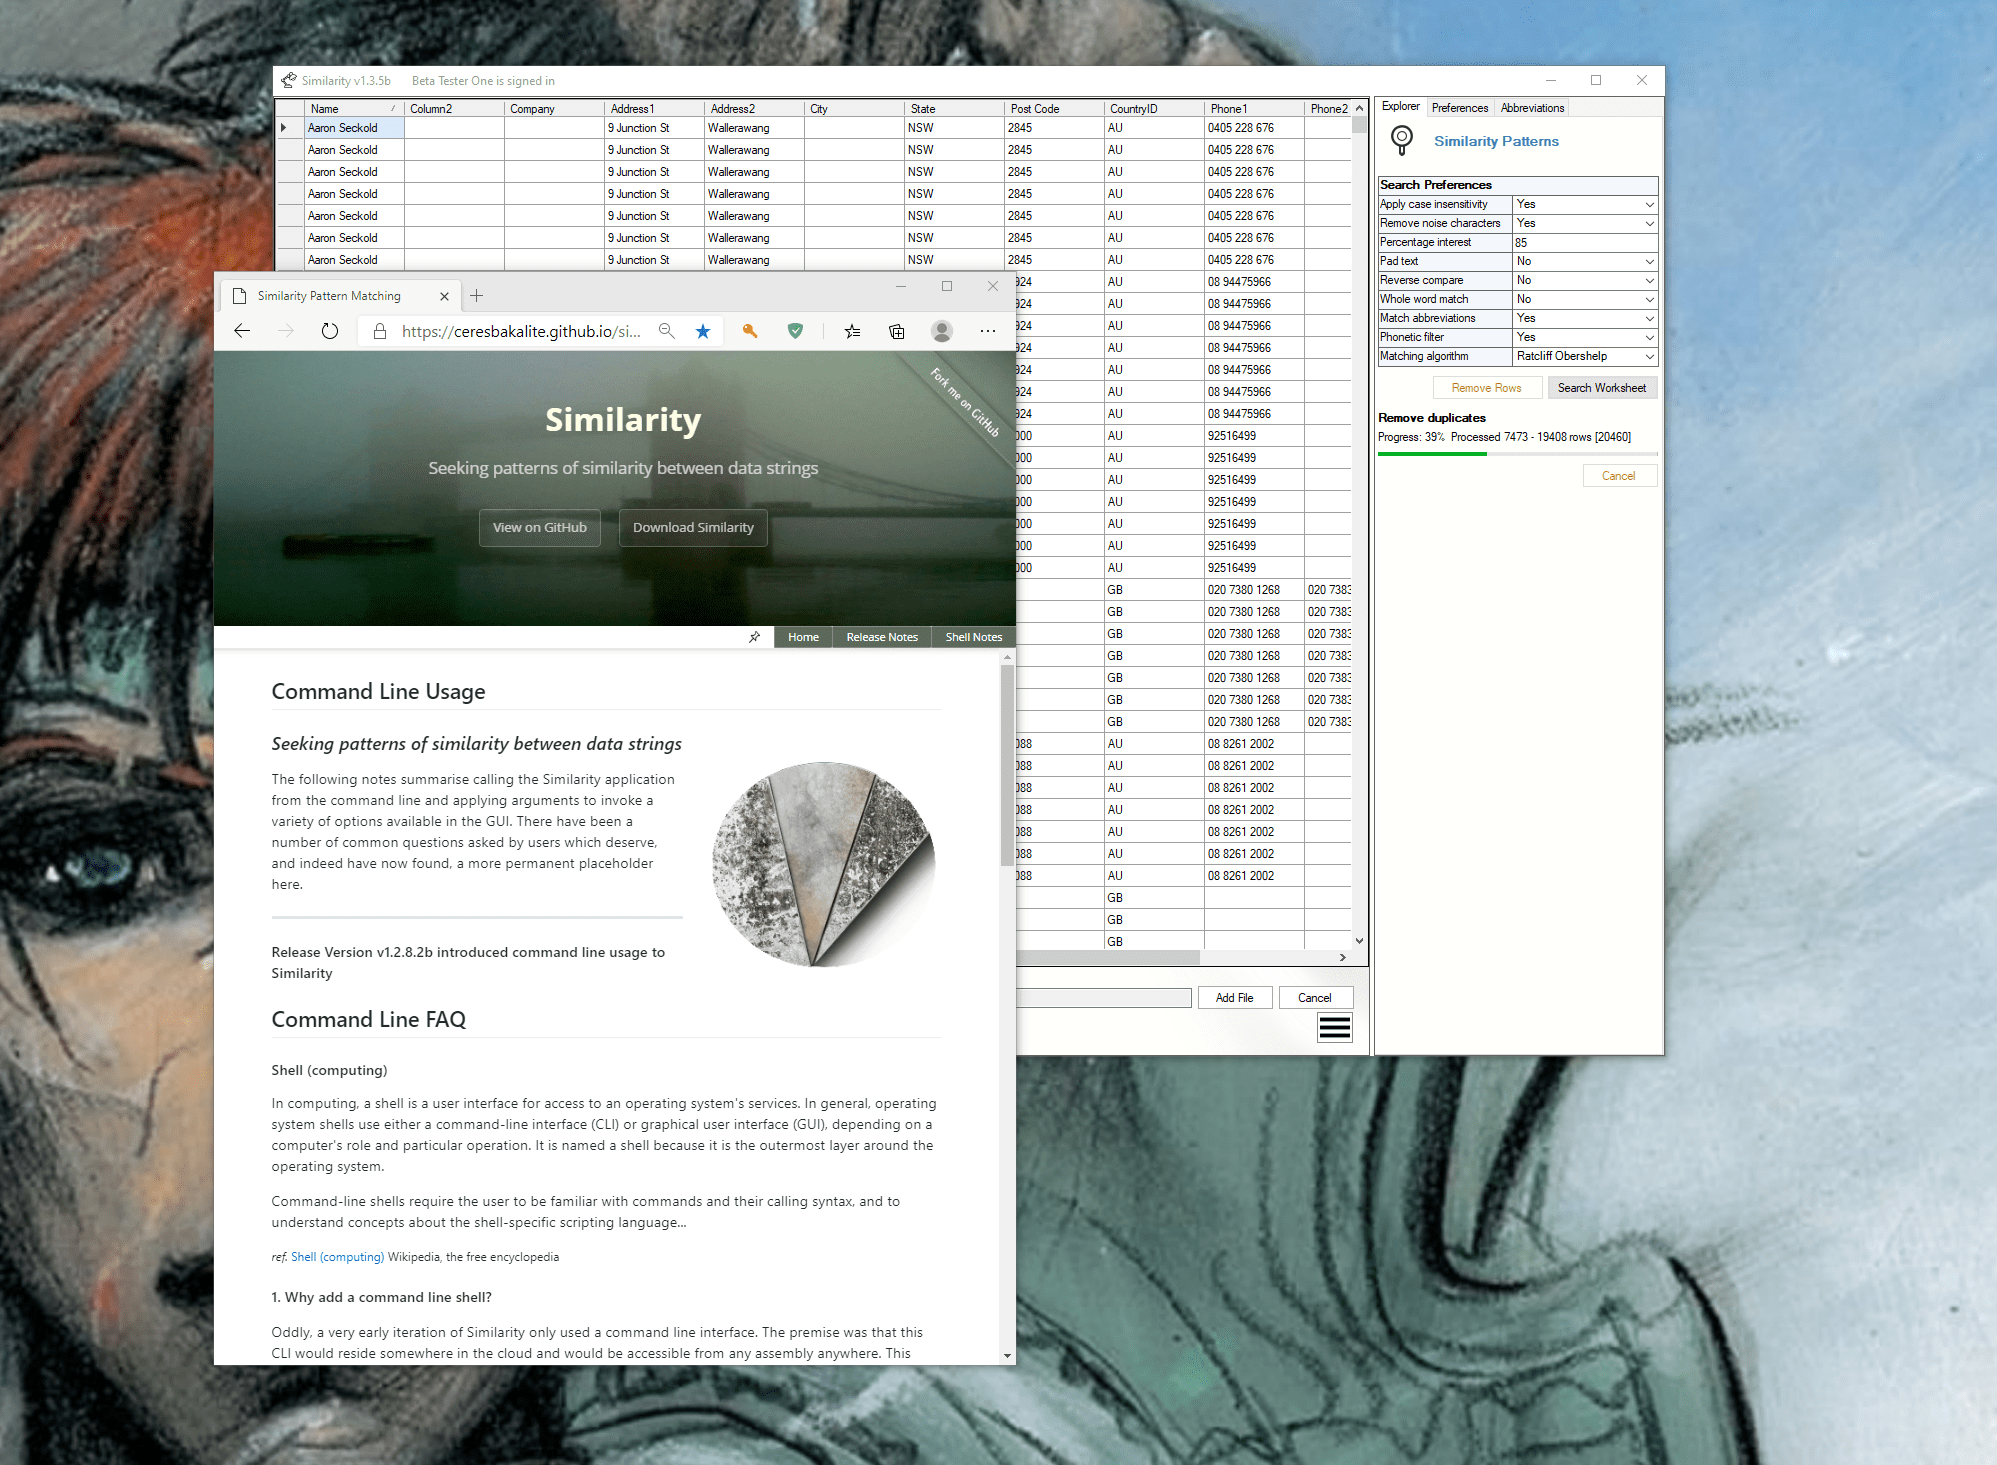 Similarity v1.3.5b Beta Tester One is signed in
Name Column2 Company Address1 Address2 City State Post Code CountryID Phone1 Phone2
Aaron Seckold 9 Junction St Wallerawang NSW 2845 AU 0405 228 676
Aaron Seckold 9 Junction St Wallerawang NSW 2845 AU 0405 228 676
Aaron Seckold 9 Junction St Wallerawang NSW 2845 AU 0405 228 676
Aaron Seckold 9 Junction St Wallerawang NSW 2845 AU 0405 228 676
Aaron Seckold 9 Junction St Wallerawang NSW 2845 AU 0405 228 676
Aaron Seckold 9 Junction St Wallerawang NSW 2845 AU 0405 228 676
Aaron Seckold 9 Junction St Wallerawang NSW 2845 AU 0405 228 676
924 AU 08 94475966
924 AU 08 94475966
924 AU 08 94475966
924 AU 08 94475966
924 AU 08 94475966
924 AU 08 94475966
924 AU 08 94475966
000 AU 92516499
000 AU 92516499
000 AU 92516499
000 AU 92516499
000 AU 92516499
000 AU 92516499
000 AU 92516499
GB 020 7380 1268 020 7383
GB 020 7380 1268 020 7383
GB 020 7380 1268 020 7383
GB 020 7380 1268 020 7383
GB 020 7380 1268 020 7383
GB 020 7380 1268 020 7383
GB 020 7380 1268 020 7383
088 AU 08 8261 2002
088 AU 08 8261 2002
088 AU 08 8261 2002
088 AU 08 8261 2002
088 AU 08 8261 2002
088 AU 08 8261 2002
088 AU 08 8261 2002
GB
GB
GB
Add File Cancel
Explorer Preferences Abbreviations
Similarity Patterns
Search Preferences
Apply case insensitivity Yes
Remove noise characters Yes
Percentage interest 85
Pad text No
Reverse compare No
Whole word match No
Match abbreviations Yes
Phonetic filter Yes
Matching algorithm Ratcliff Obershelp
Remove Rows Search Worksheet
Remove duplicates
Progress: 39% Processed 7473 - 19408 rows [20460]
Cancel
Similarity Pattern Matching
https://ceresbakalite.github.io/si...
Fork me on GitHub
Similarity
Seeking patterns of similarity between data strings
View on GitHub Download Similarity
Home Release Notes Shell Notes
Command Line Usage
Seeking patterns of similarity between data strings
The following notes summarise calling the Similarity application
from the command line and applying arguments to invoke a
variety of options available in the GUI. There have been a
number of common questions asked by users which deserve,
and indeed have now found, a more permanent placeholder
here.
Release Version v1.2.8.2b introduced command line usage to
Similarity
Command Line FAQ
Shell (computing)
In computing, a shell is a user interface for access to an operating system's services. In general, operating
system shells use either a command-line interface (CLI) or graphical user interface (GUI), depending on a
computer's role and particular operation. It is named a shell because it is the outermost layer around the
operating system.
Command-line shells require the user to be familiar with commands and their calling syntax, and to
understand concepts about the shell-specific scripting language...
ref. Shell (computing) Wikipedia, the free encyclopedia
1. Why add a command line shell?
Oddly, a very early iteration of Similarity only used a command line interface. The premise was that this
CLI would reside somewhere in the cloud and would be accessible from any assembly anywhere. This